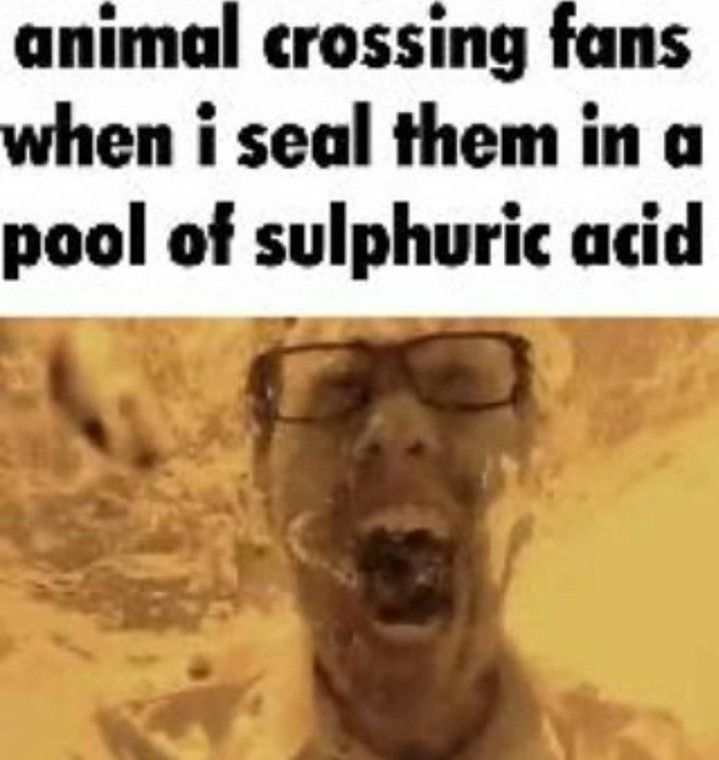 animal crossing fans
when i seal them in a
pool of sulphuric acid